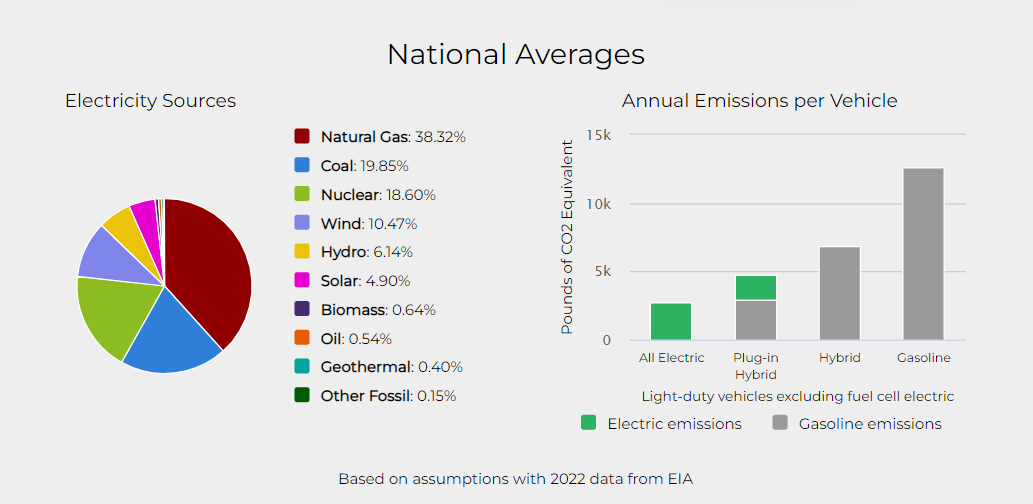 National Averages
Electricity Sources
Natural Gas: 38.32%
Coal: 19.85%
Nuclear: 18.60%
Wind: 10.47%
Hydro: 6.14%
Solar: 4.90%
Biomass: 0.64%
Oil: 0.54%
Geothermal: 0.40%
Other Fossil: 0.15%
Annual Emissions per Vehicle
Pounds of CO2 Equivalent
15k
10k
5k
0
All Electric
Plug-in
Hybrid
Hybrid
Gasoline
Light-duty vehicles excluding fuel cell electric
Electric emissions
Gasoline emissions
Based on assumptions with 2022 data from EIA